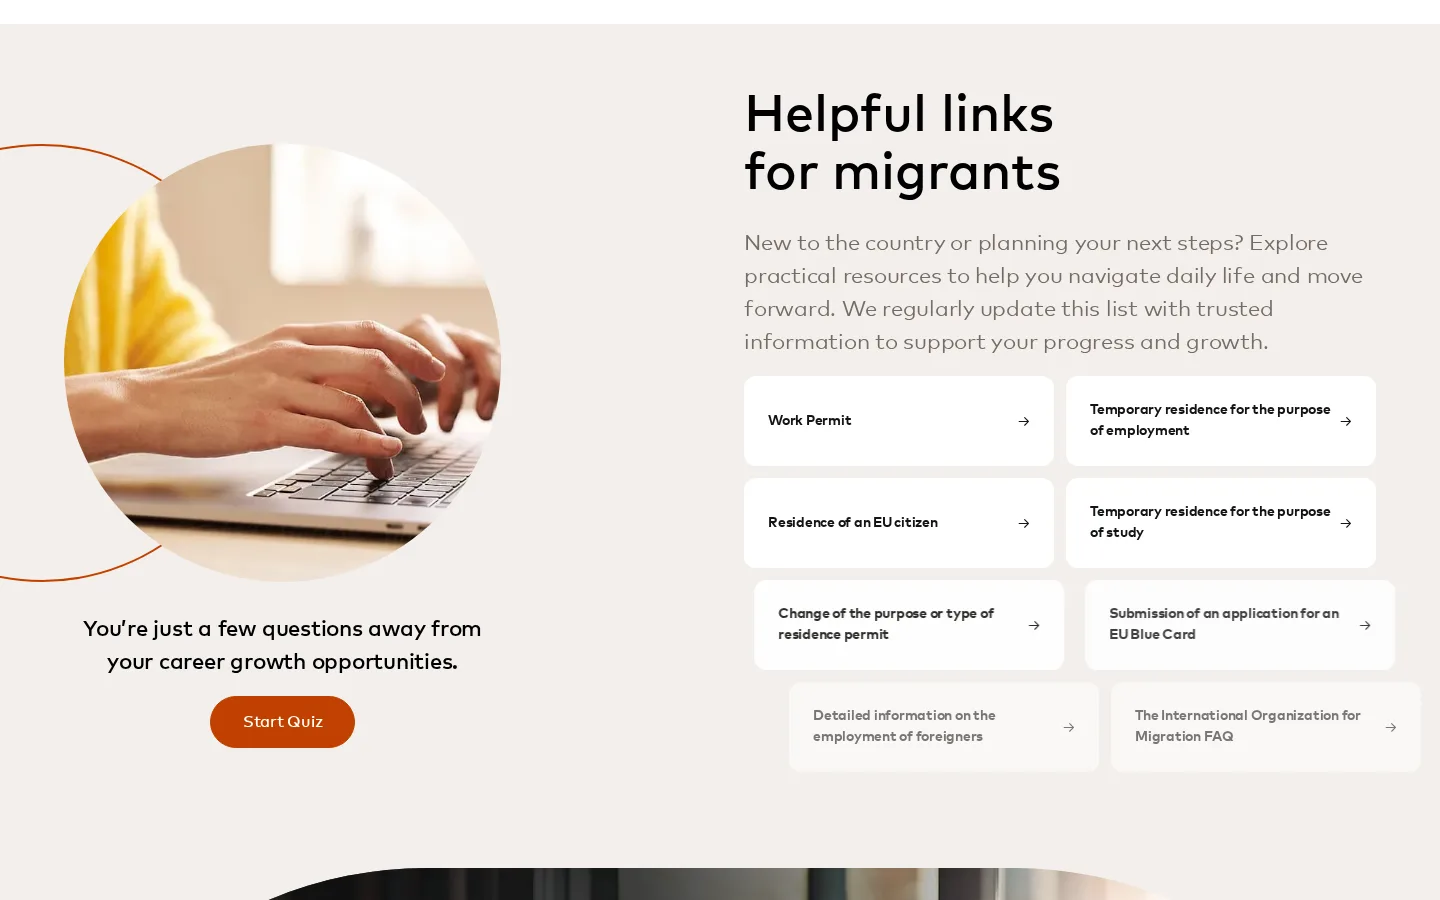 Helpful links
for migrants
New to the country or planning your next steps? Explore
practical resources to help you navigate daily life and move
forward. We regularly update this list with trusted
information to support your progress and growth.
Work Permit →
Temporary residence for the purpose
of employment →
Residence of an EU citizen →
Temporary residence for the purpose
of study →
Change of the purpose or type of
residence permit →
Submission of an application for an
EU Blue Card →
Detailed information on the
employment of foreigners →
The International Organization for
Migration FAQ →
You're just a few questions away from
your career growth opportunities.
Start Quiz